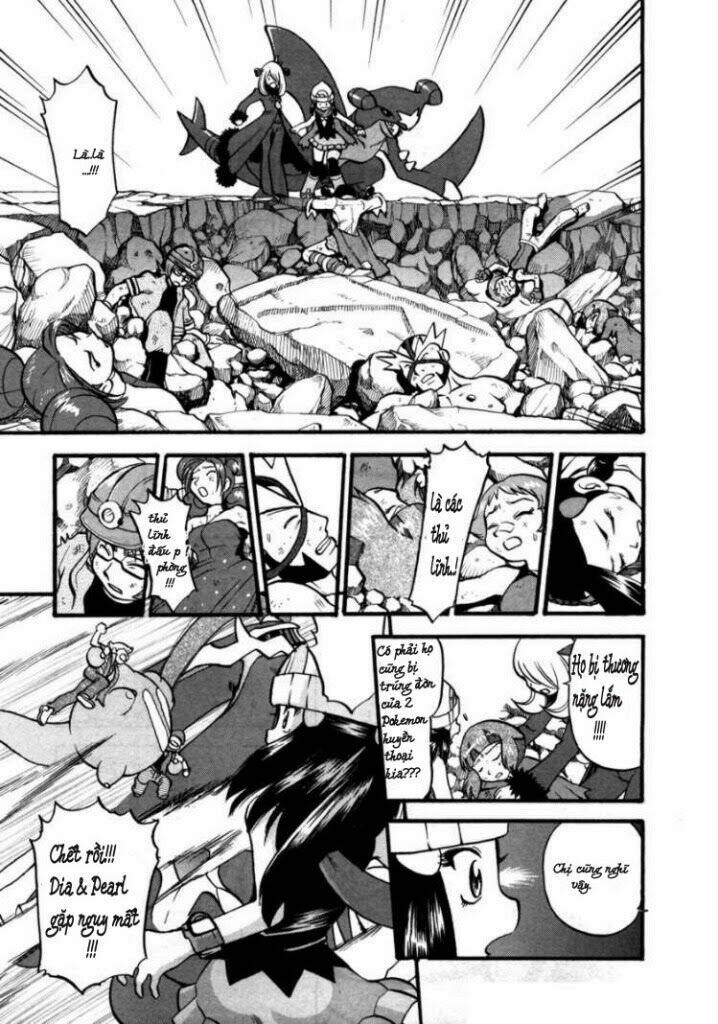 Là..là
...!!!
là các
thủ
lĩnh..!
thủ
lĩnh
đấu p!
phòng
!!!
Họ bị thương
nặng lắm
!!!!
Có phải họ
cũng bị
trúng đòn
của 2
Pokemon
huyền
thoại
kia???
Chị cũng nghĩ
vậy.
Chết rồi!!!
Dia & Pearl
gặp nguy mất
!!!